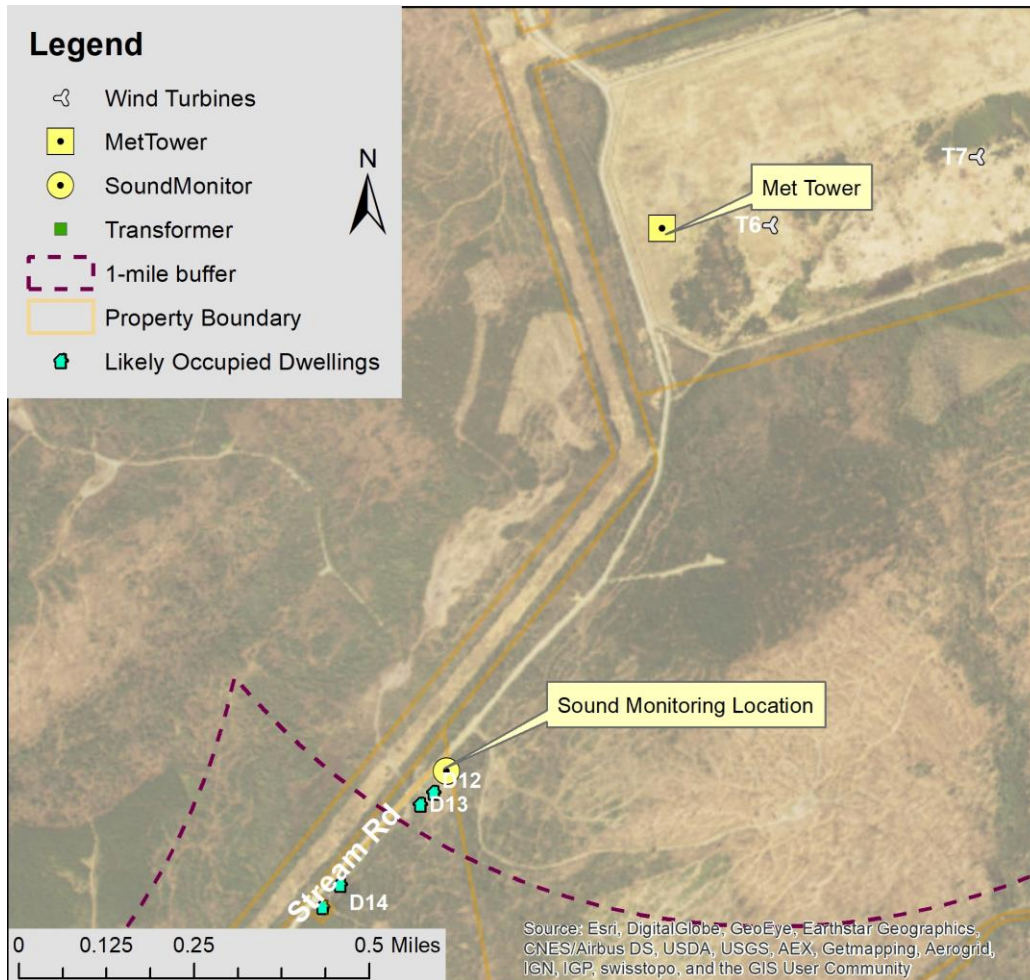 Legend
Wind Turbines
MetTower
SoundMonitor
Transformer
1-mile buffer
Property Boundary
Likely Occupied Dwellings
N
T7
Met Tower
T6
Sound Monitoring Location
D12
D13
Stream Rd
D14
0 0.125 0.25 0.5 Miles
Source: Esri, DigitalGlobe, GeoEye, Earthstar Geographics,
CNES/Airbus DS, USDA, USGS, AEX, Getmapping, Aerogrid,
IGN, IGP, swisstopo, and the GIS User Community